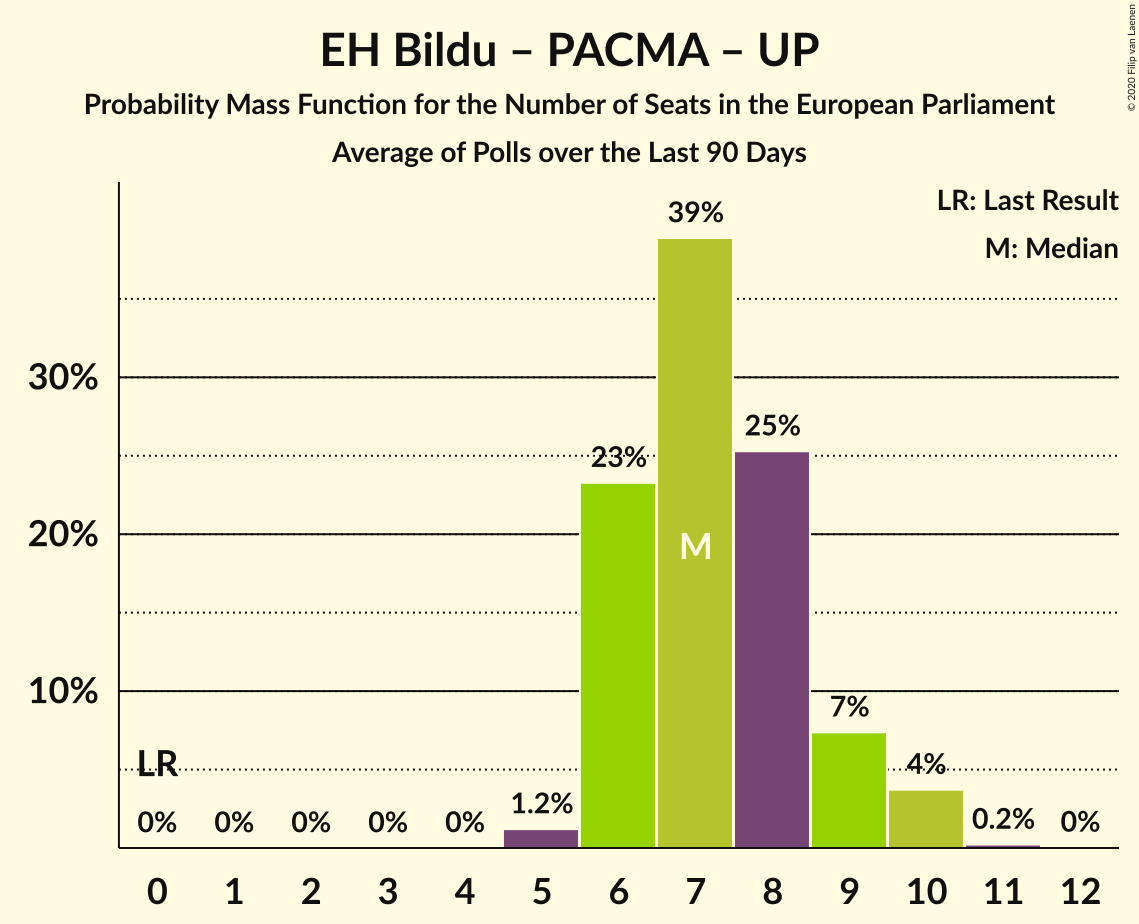 EH Bildu – PACMA – UP
Probability Mass Function for the Number of Seats in the European Parliament
Average of Polls over the Last 90 Days
© 2020 Filip van Laenen
LR: Last Result
M: Median
39%
30%
25%
23%
20%
M
10%
7%
LR
4%
1.2%
0.2%
0% 0% 0% 0% 0% 0%
0 1 2 3 4 5 6 7 8 9 10 11 12